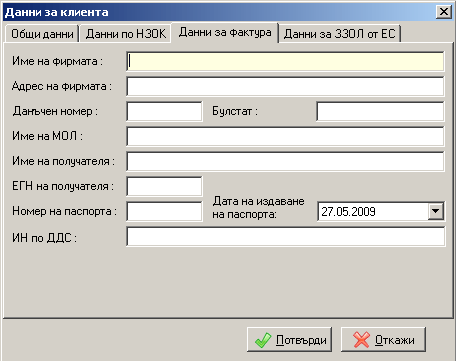 Данни за клиента
Общи данни Данни по НЗОК Данни за фактура Данни за ЗЗОЛ от ЕС
Име на фирмата :
Адрес на фирмата :
Данъчен номер : Булстат :
Име на МОЛ :
Име на получателя :
ЕГН на получателя :
Номер на паспорта : Дата на издаване на паспорта: 27.05.2009
ИН по ДДС :
Потвърди Откажи